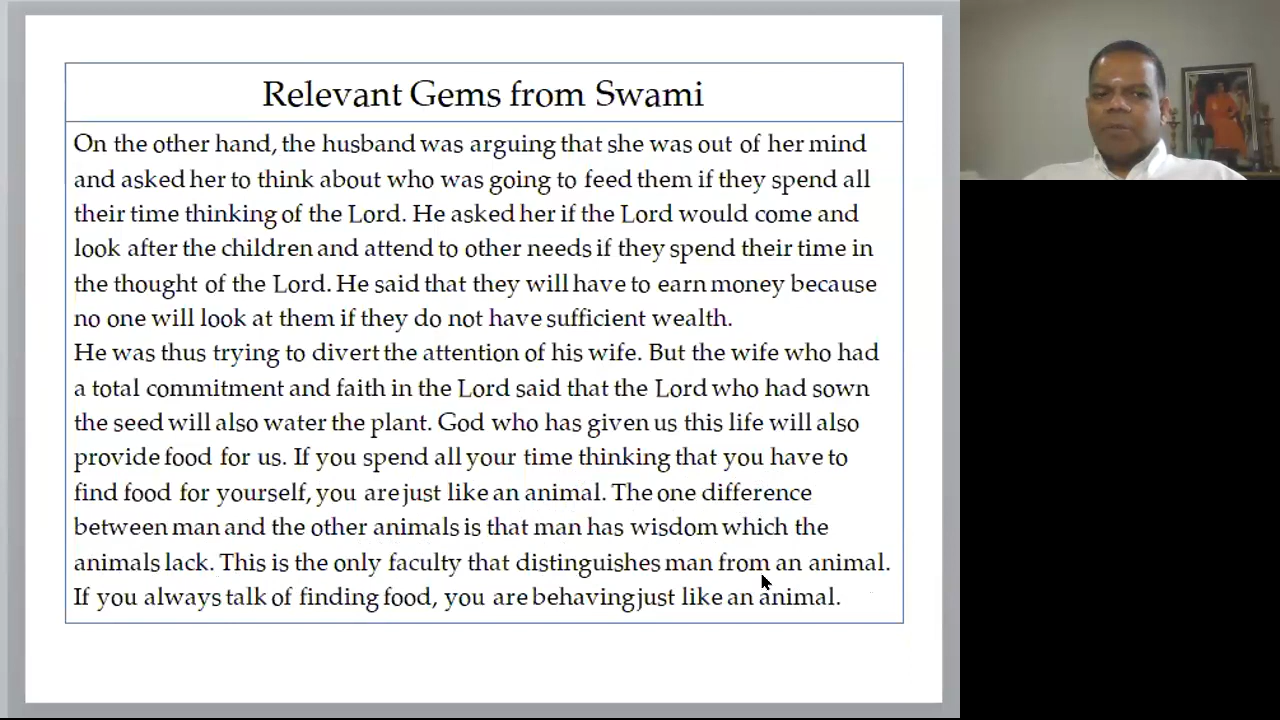 Relevant Gems from Swami
On the other hand, the husband was arguing that she was out of her mind
and asked her to think about who was going to feed them if they spend all
their time thinking of the Lord. He asked her if the Lord would come and
look after the children and attend to other needs if they spend their time in
the thought of the Lord. He said that they will have to earn money because
no one will look at them if they do not have sufficient wealth.
He was thus trying to divert the attention of his wife. But the wife who had
a total commitment and faith in the Lord said that the Lord who had sown
the seed will also water the plant. God who has given us this life will also
provide food for us. If you spend all your time thinking that you have to
find food for yourself, you are just like an animal. The one difference
between man and the other animals is that man has wisdom which the
animals lack. This is the only faculty that distinguishes man from an animal.
If you always talk of finding food, you are behaving just like an animal.